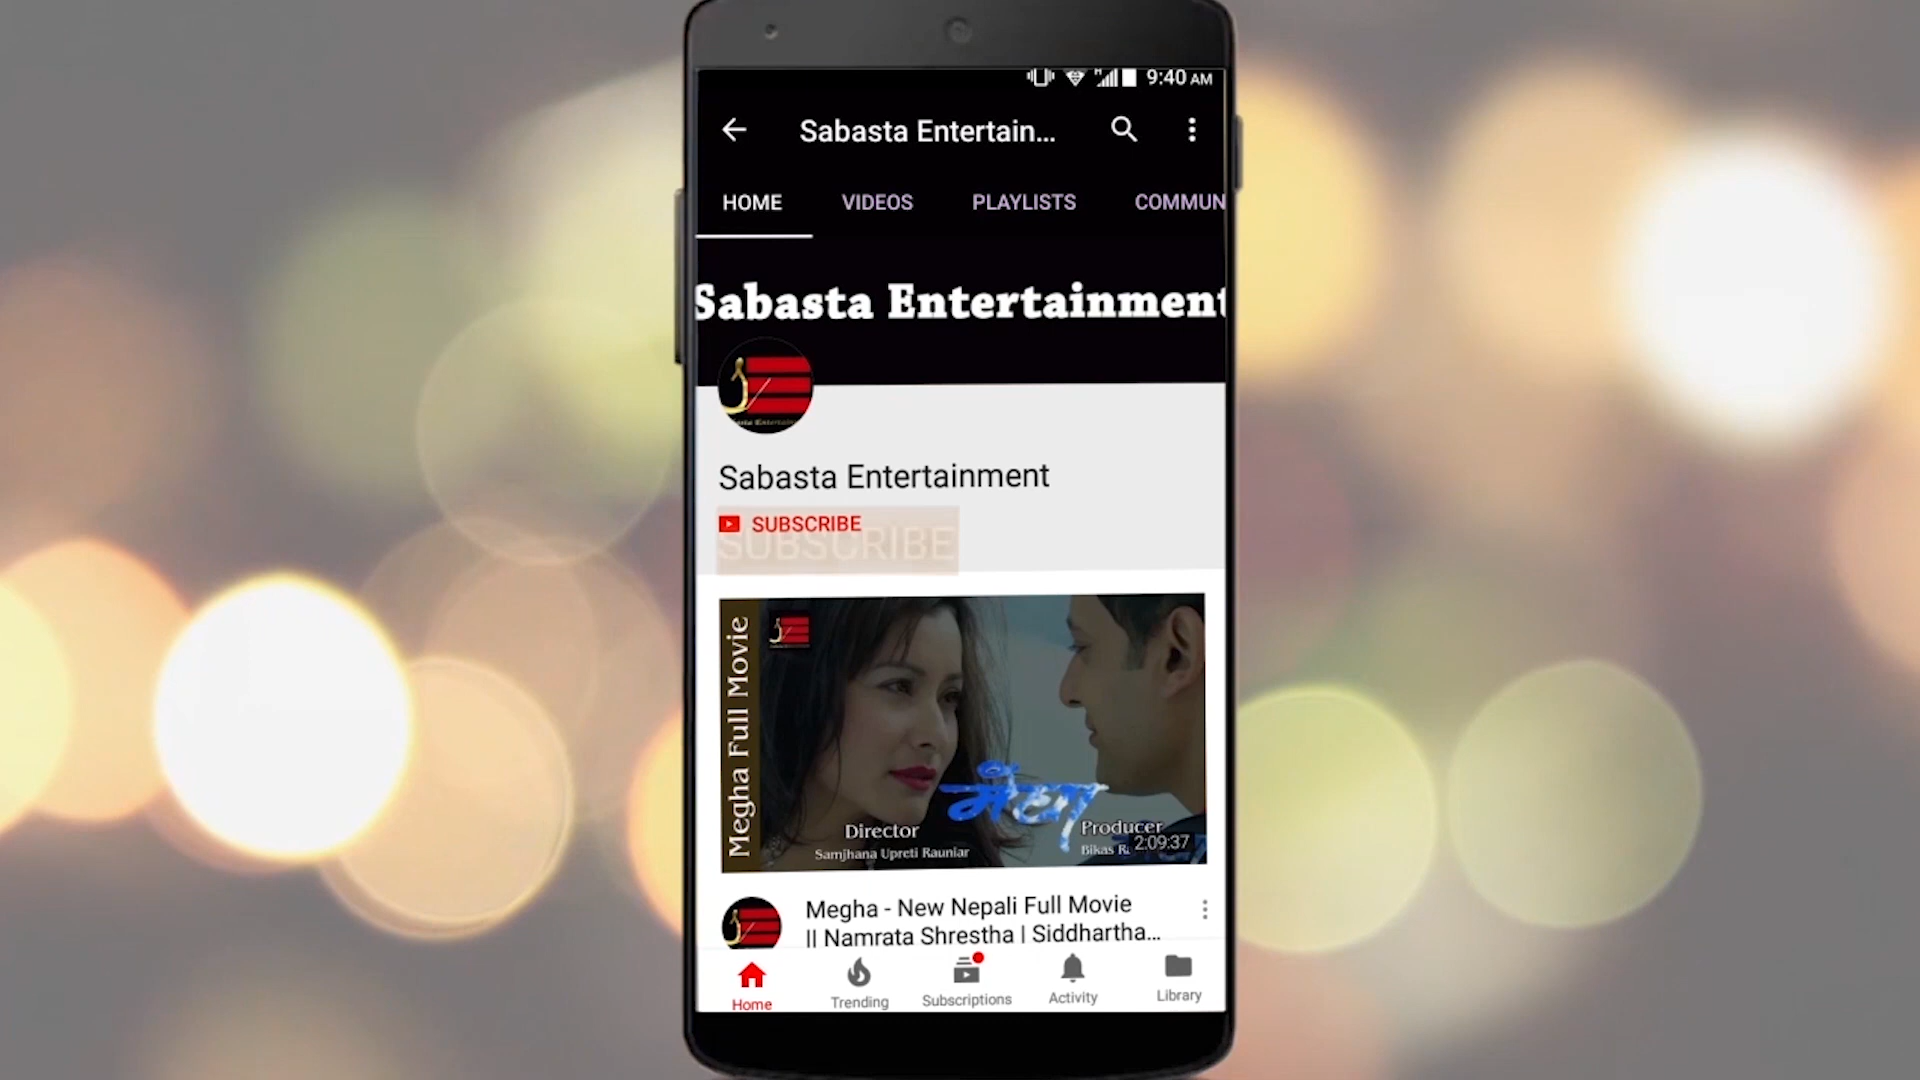 9:40 AM
Sabasta Entertain...
HOME VIDEOS PLAYLISTS COMMUN
Sabasta Entertainment
Sabasta Entertainment
SUBSCRIBE
SUBSCRIBE
Megha Full Movie
मेघा
Director
Samjhana Upreti Rauniar
Producer
Bikas
2:09:37
Megha - New Nepali Full Movie
|| Namrata Shrestha | Siddhartha...
Home Trending Subscriptions Activity Library